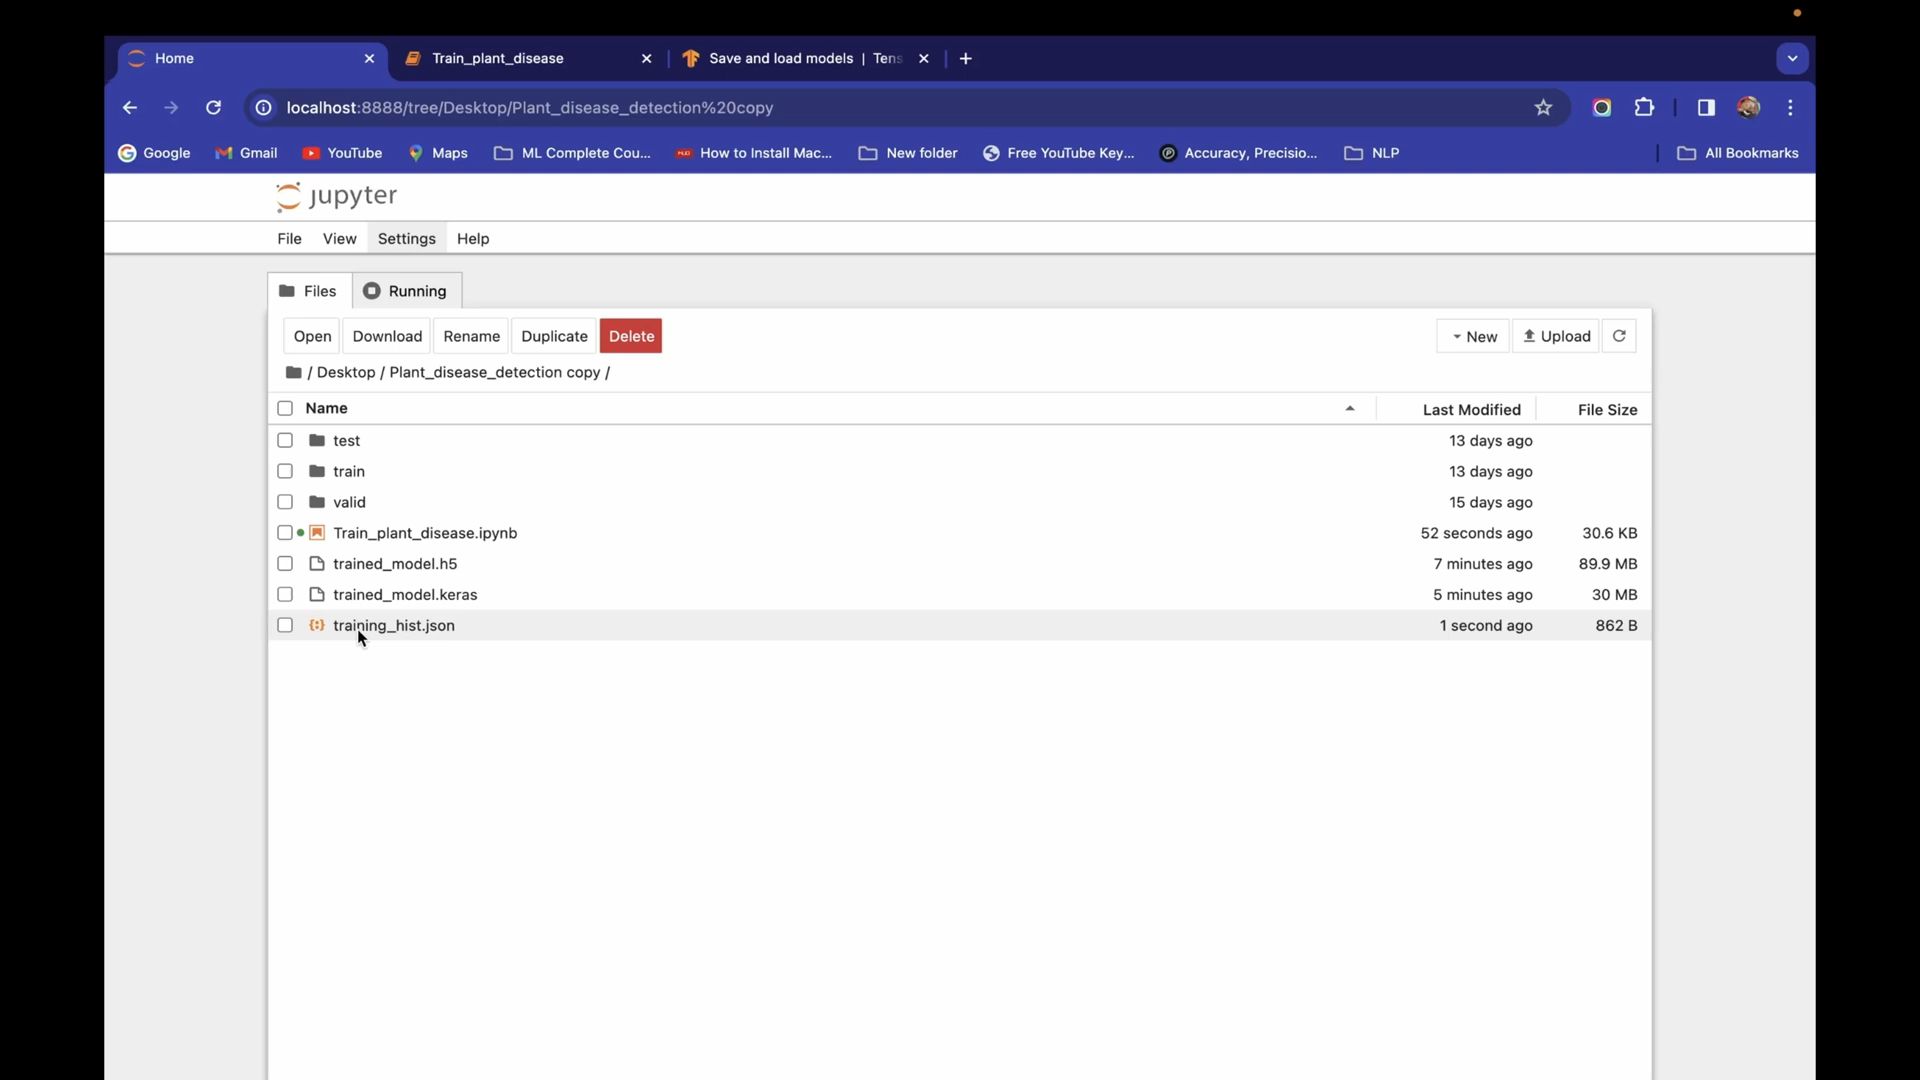 Home
Train_plant_disease
Save and load models | Tens
localhost:8888/tree/Desktop/Plant_disease_detection%20copy
Google
Gmail
YouTube
Maps
ML Complete Cou...
How to Install Mac...
New folder
Free YouTube Key...
Accuracy, Precisio...
NLP
All Bookmarks
jupyter
File View Settings Help
Files
Running
Open Download Rename Duplicate Delete
New
Upload
/ Desktop / Plant_disease_detection copy /
Name Last Modified File Size
test 13 days ago
train 13 days ago
valid 15 days ago
Train_plant_disease.ipynb 52 seconds ago 30.6 KB
trained_model.h5 7 minutes ago 89.9 MB
trained_model.keras 5 minutes ago 30 MB
training_hist.json 1 second ago 862 B